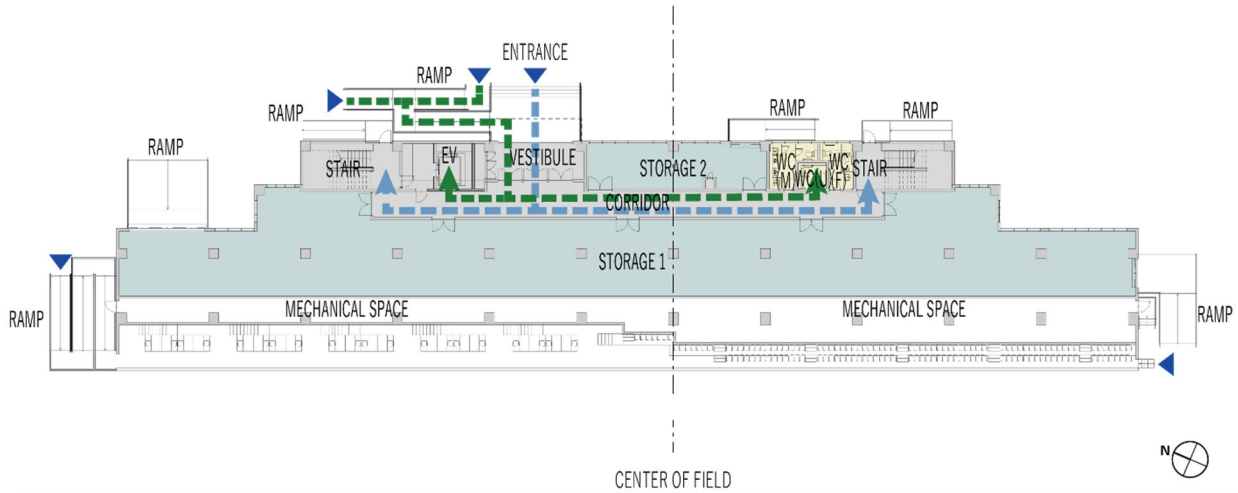 ENTRANCE
RAMP
RAMP
RAMP
RAMP
RAMP
STAIR
EV
VESTIBULE
STORAGE 2
WC
(M)
WC(U)
WC
(F)
STAIR
CORRIDOR
STORAGE 1
MECHANICAL SPACE
MECHANICAL SPACE
RAMP
RAMP
N
CENTER OF FIELD